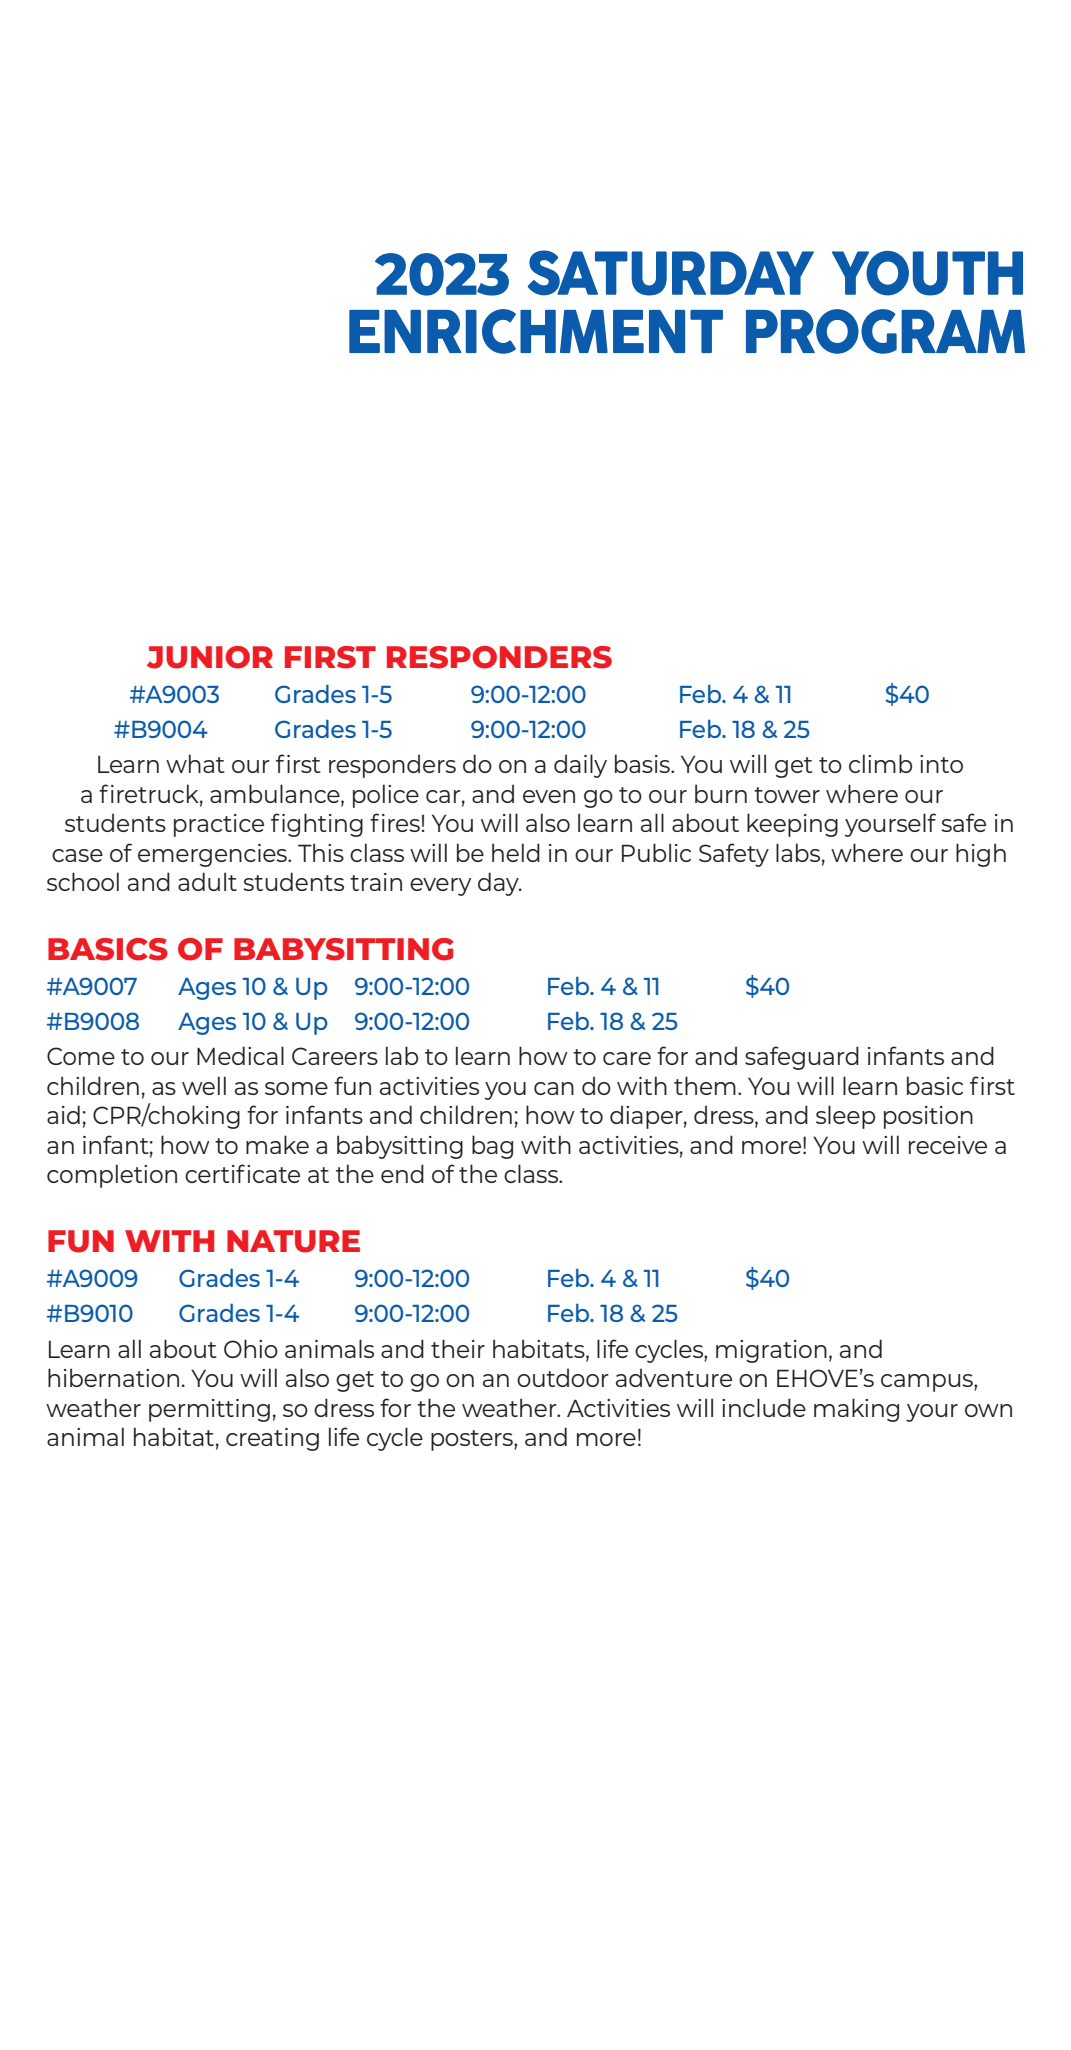 2023 SATURDAY YOUTH
ENRICHMENT PROGRAM
JUNIOR FIRST RESPONDERS
#A9003 Grades 1-5 9:00-12:00 Feb. 4 & 11 $40
#B9004 Grades 1-5 9:00-12:00 Feb. 18 & 25
Learn what our first responders do on a daily basis. You will get to climb into
a firetruck, ambulance, police car, and even go to our burn tower where our
students practice fighting fires! You will also learn all about keeping yourself safe in
case of emergencies. This class will be held in our Public Safety labs, where our high
school and adult students train every day.
BASICS OF BABYSITTING
#A9007 Ages 10 & Up 9:00-12:00 Feb. 4 & 11 $40
#B9008 Ages 10 & Up 9:00-12:00 Feb. 18 & 25
Come to our Medical Careers lab to learn how to care for and safeguard infants and
children, as well as some fun activities you can do with them. You will learn basic first
aid; CPR/choking for infants and children; how to diaper, dress, and sleep position
an infant; how to make a babysitting bag with activities, and more! You will receive a
completion certificate at the end of the class.
FUN WITH NATURE
#A9009 Grades 1-4 9:00-12:00 Feb. 4 & 11 $40
#B9010 Grades 1-4 9:00-12:00 Feb. 18 & 25
Learn all about Ohio animals and their habitats, life cycles, migration, and
hibernation. You will also get to go on an outdoor adventure on EHOVE’s campus,
weather permitting, so dress for the weather. Activities will include making your own
animal habitat, creating life cycle posters, and more!